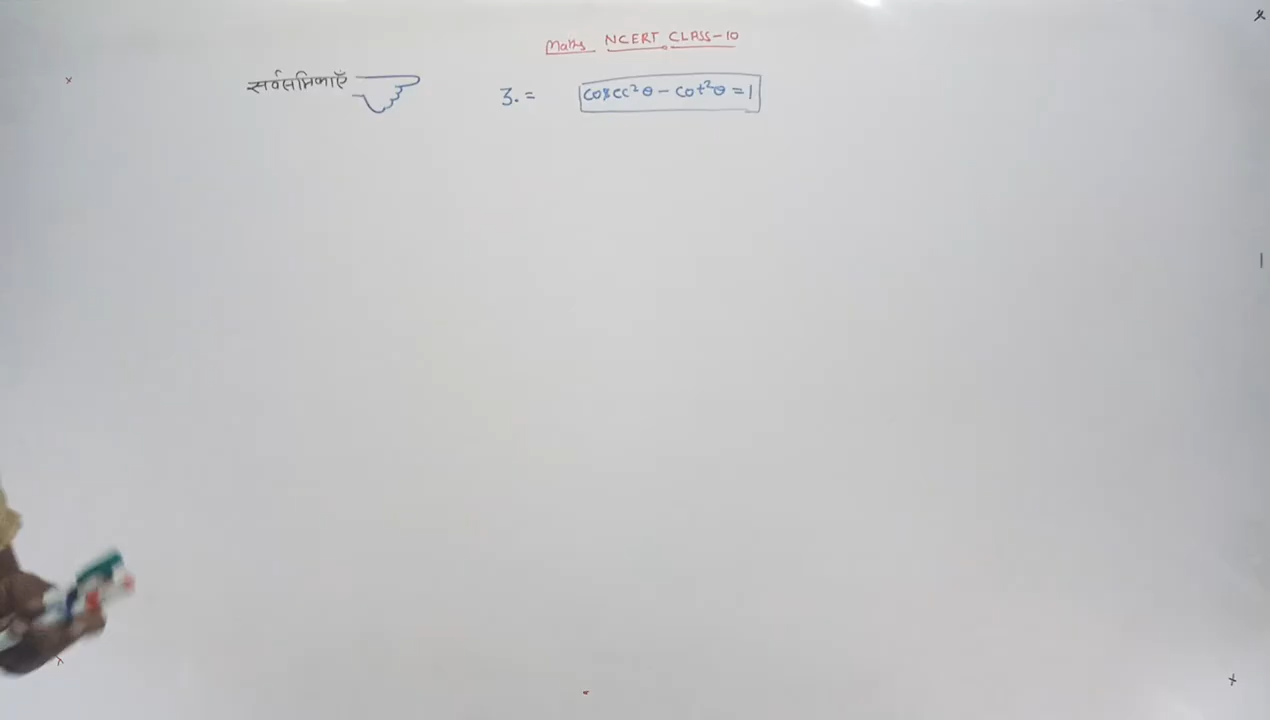 Maths NCERT CLASS-10
सर्वसमिकाएँ 3.= cosec²θ - cot²θ = 1